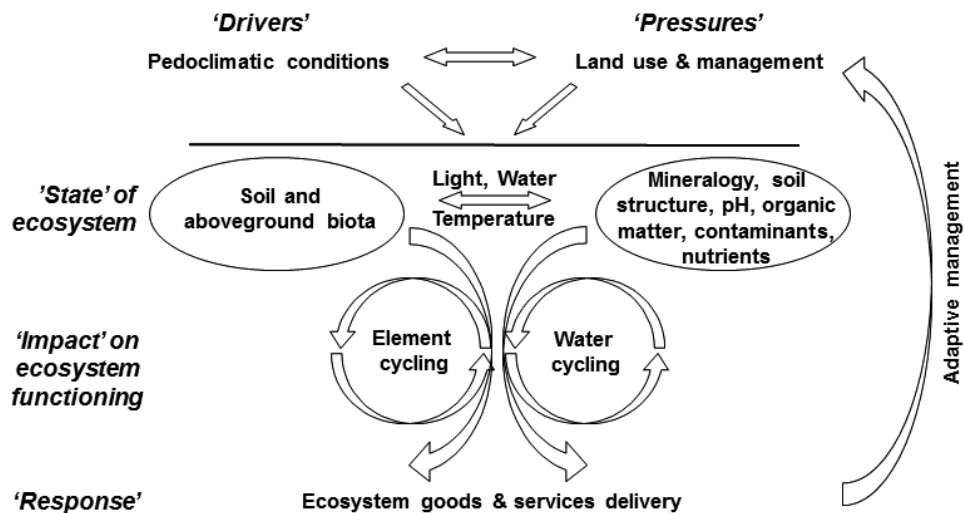 'Drivers'
'Pressures'
Pedoclimatic conditions
Land use & management
'State' of
ecosystem
Soil and
aboveground biota
Light, Water
Temperature
Mineralogy, soil
structure, pH, organic
matter, contaminants,
nutrients
'Impact' on
ecosystem
functioning
Element
cycling
Water
cycling
Adaptive management
'Response'
Ecosystem goods & services delivery